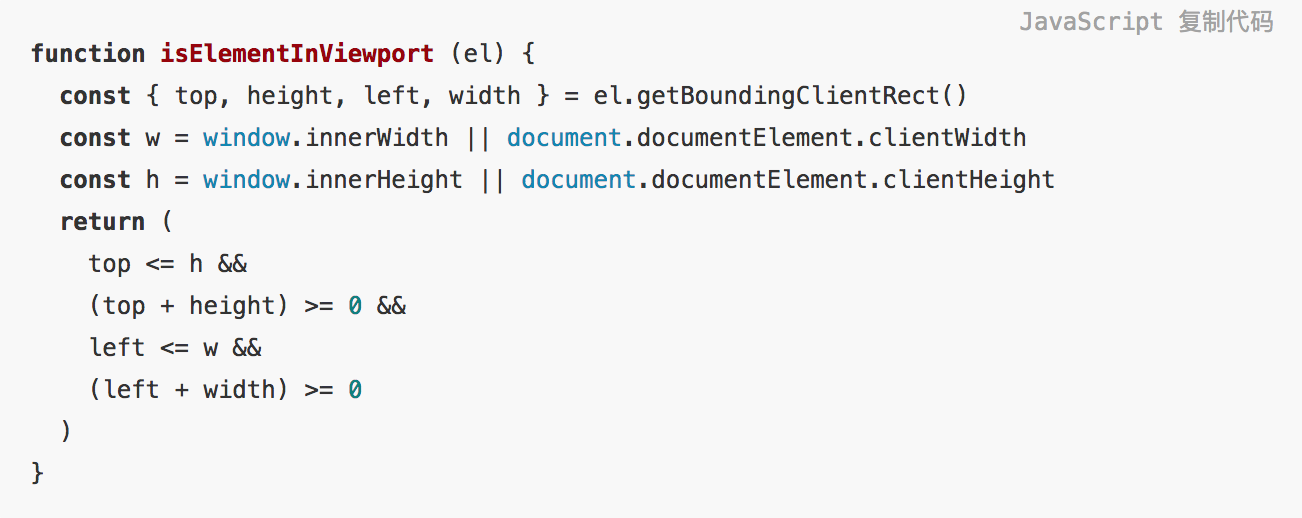 JavaScript 复制代码
function isElementInViewport (el) {
  const { top, height, left, width } = el.getBoundingClientRect()
  const w = window.innerWidth || document.documentElement.clientWidth
  const h = window.innerHeight || document.documentElement.clientHeight
  return (
    top <= h &&
    (top + height) >= 0 &&
    left <= w &&
    (left + width) >= 0
  )
}